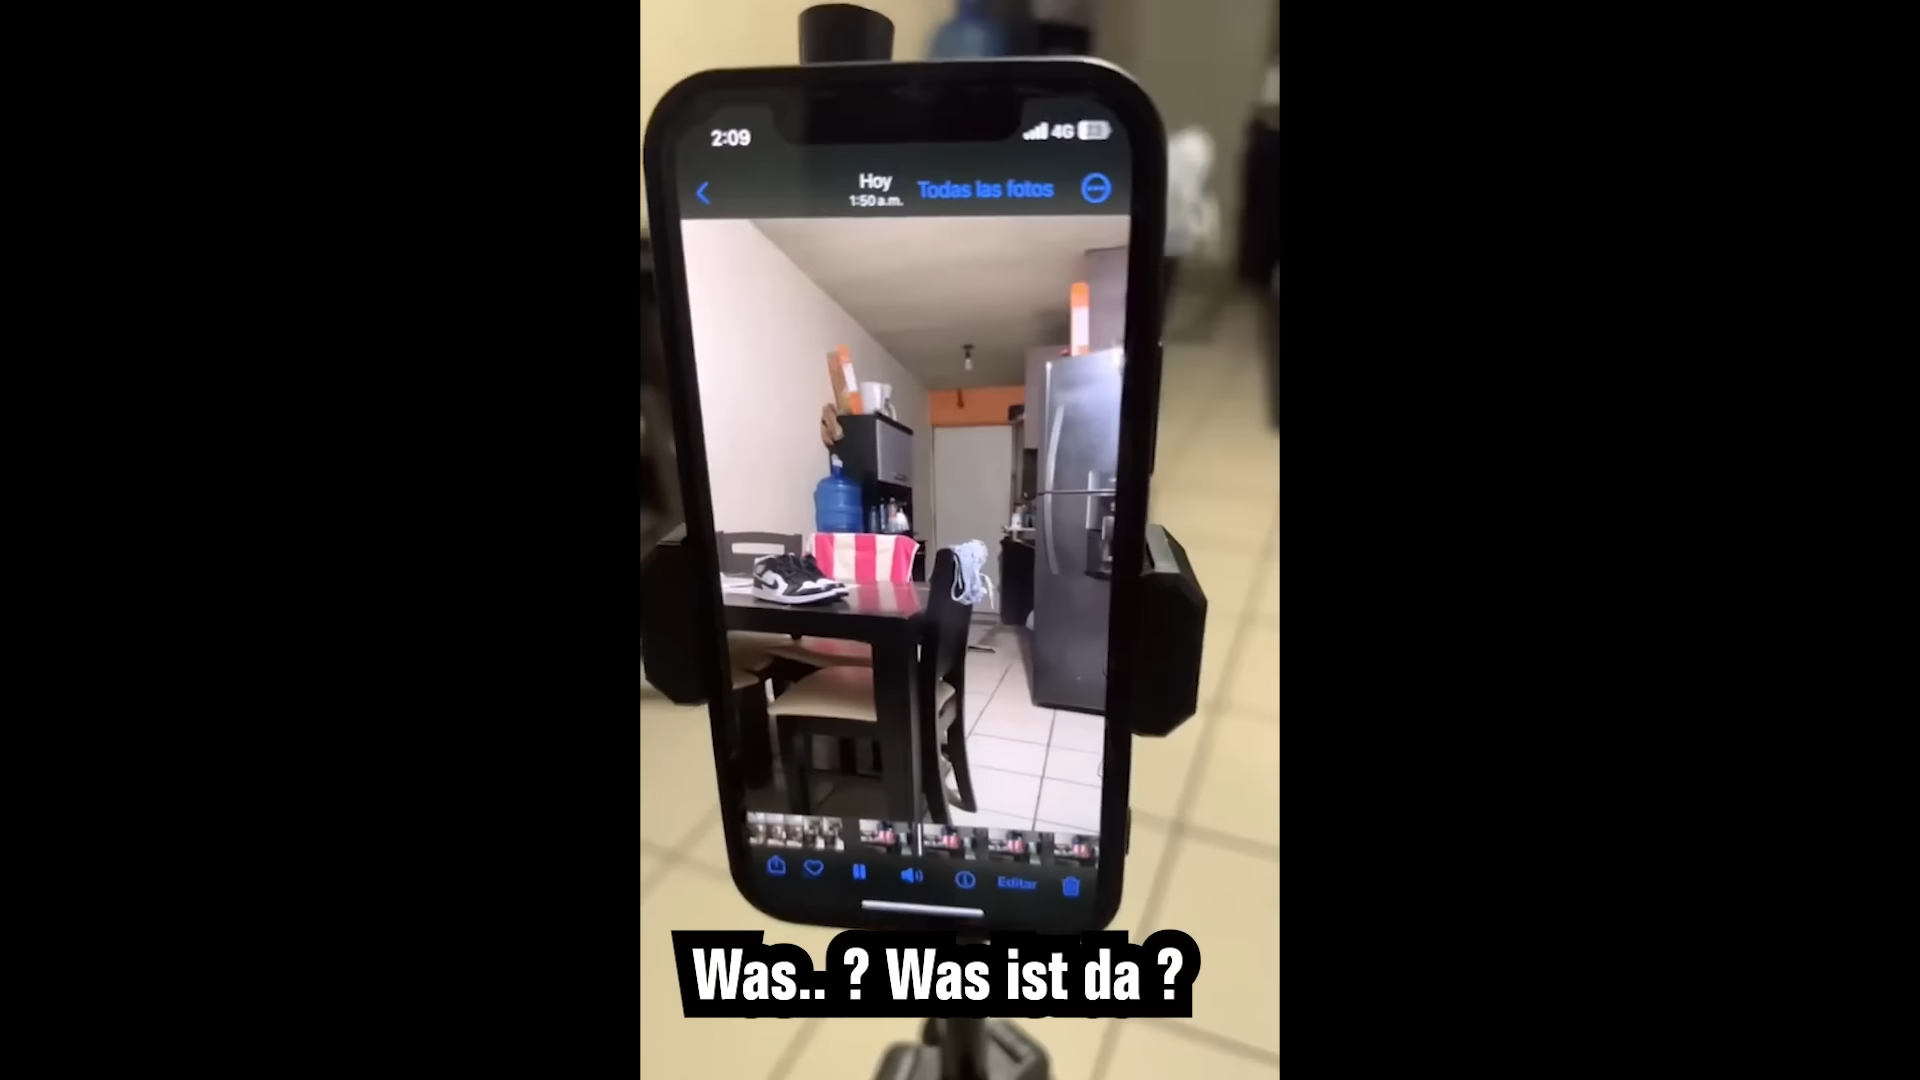 2:09
4G
Hoy
1:50 a.m.
Todas las fotos
Editar
Was.. ? Was ist da ?